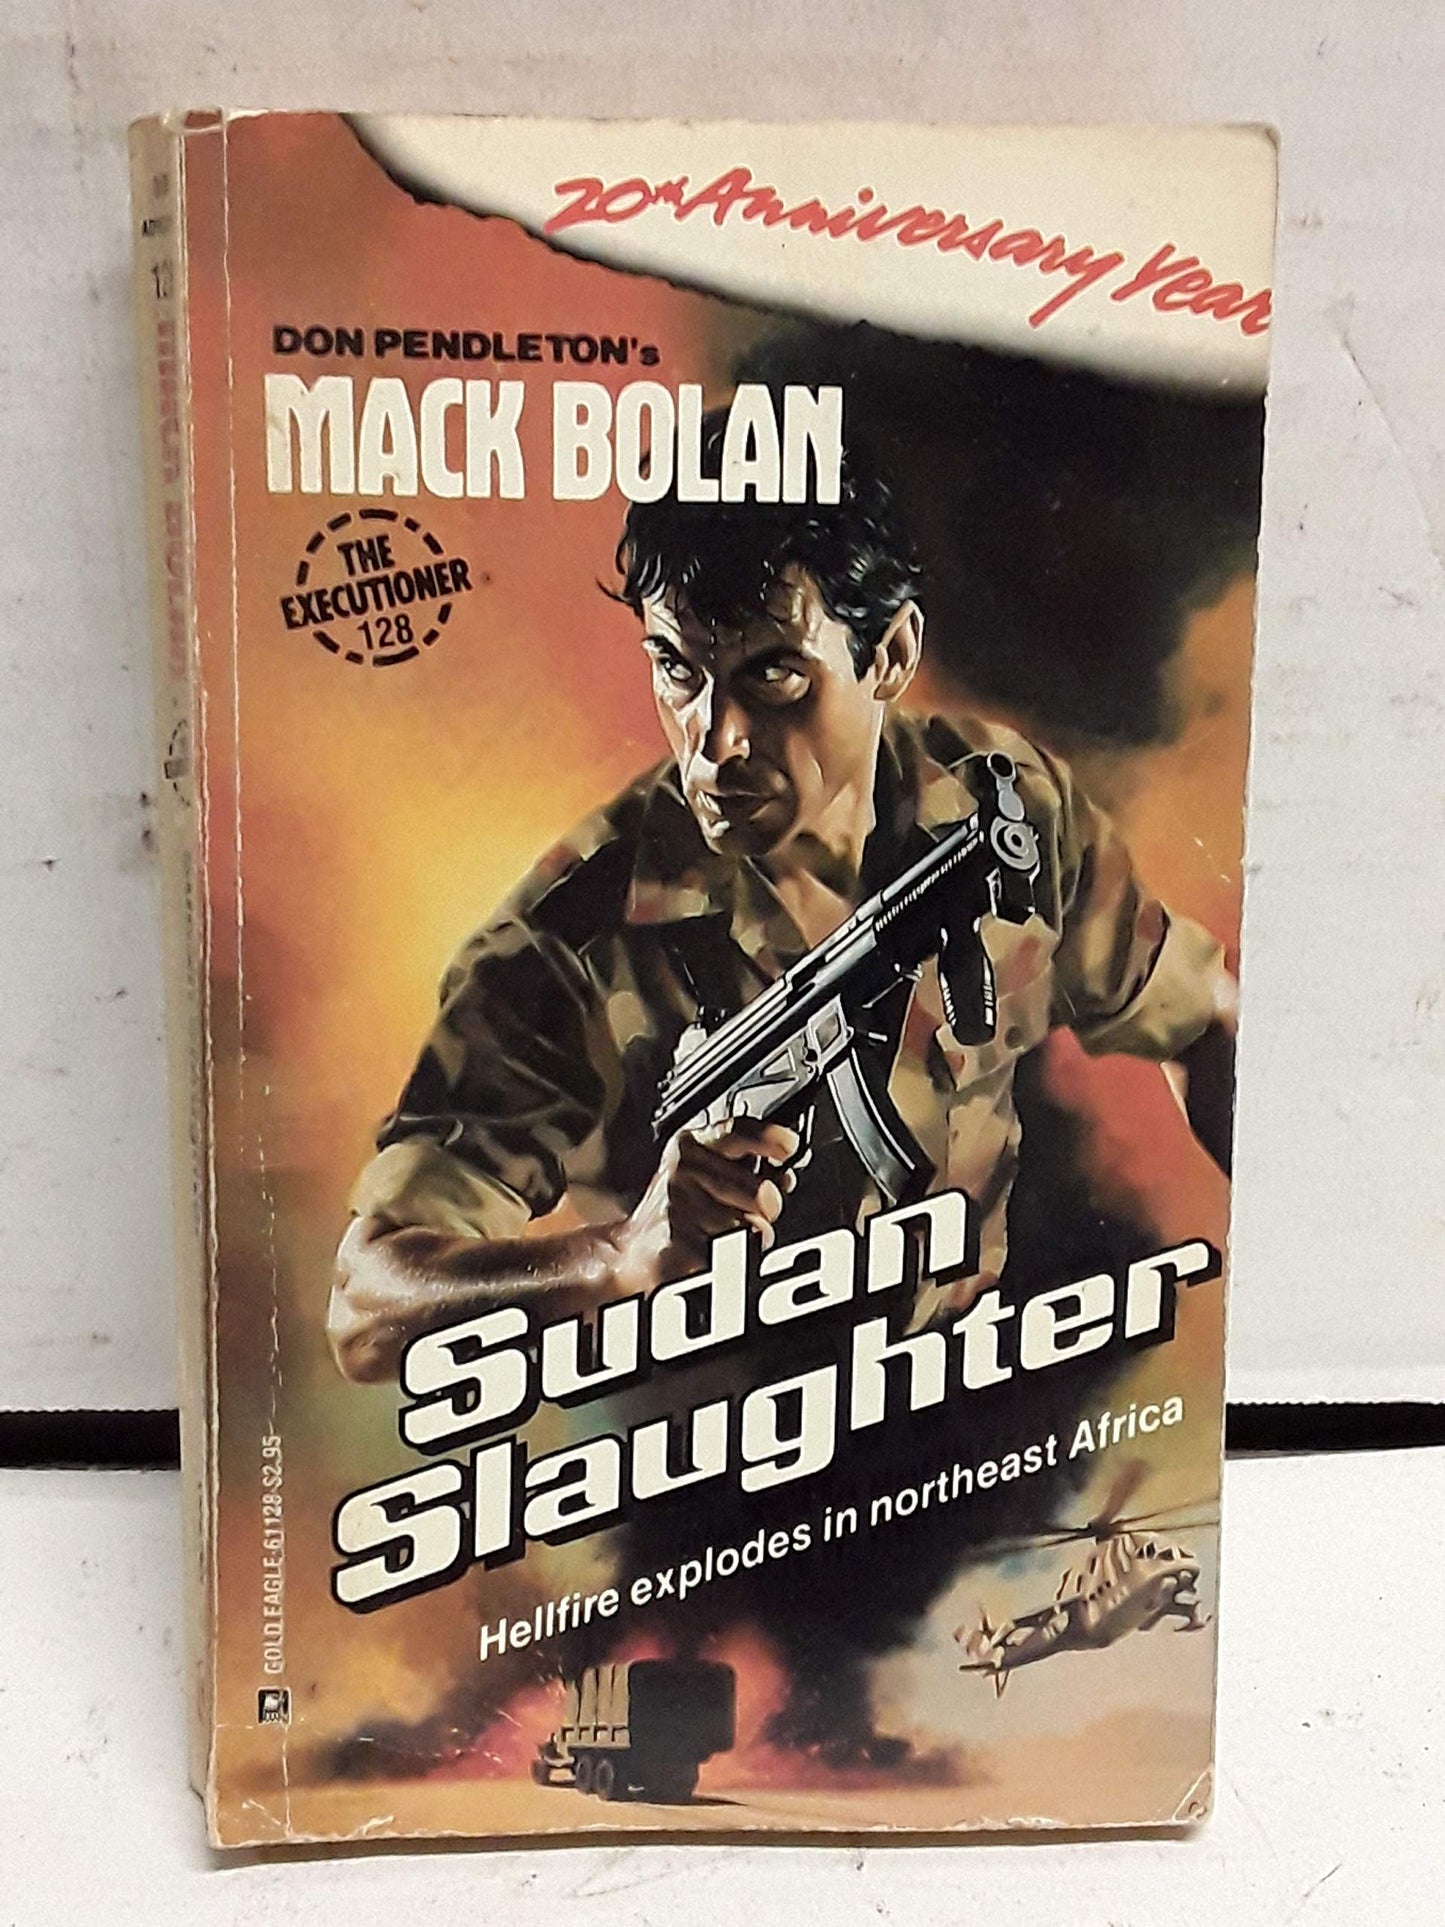 20th Anniversary Year
DON PENDLETON's
MACK BOLAN
THE
EXECUTIONER
128
Sudan
Slaughter
Hellfire explodes in northeast Africa
GOLD EAGLE·61128·$2.95